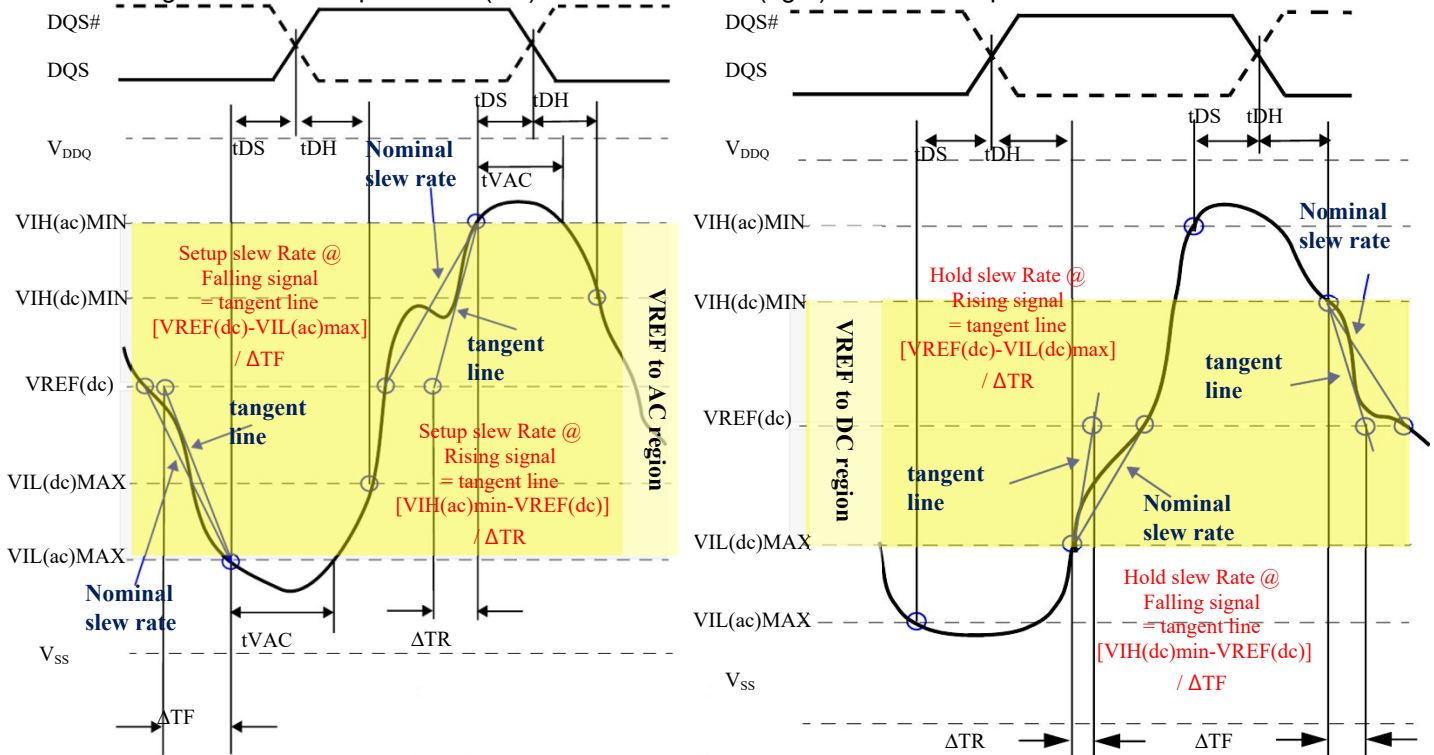 DQS#
DQS
tDS
tDH
tDS
tDH
VDDQ
Nominal
slew rate
tVAC
VIH(ac)MIN
Setup slew Rate @
Falling signal
= tangent line
[VREF(dc)-VIL(ac)max]
/ ΔTF
VIH(dc)MIN
tangent
line
VREF(dc)
tangent
line
Setup slew Rate @
Rising signal
= tangent line
[VIH(ac)min-VREF(dc)]
/ ΔTR
VREF to AC region
VIL(dc)MAX
VIL(ac)MAX
Nominal
slew rate
tVAC
ΔTR
VSS
ΔTF
DQS#
DQS
tDS
tDH
tDS
tDH
VDDQ
VIH(ac)MIN
Nominal
slew rate
Hold slew Rate @
Rising signal
= tangent line
[VREF(dc)-VIL(dc)max]
/ ΔTR
VIH(dc)MIN
VREF to DC region
tangent
line
VREF(dc)
tangent
line
Nominal
slew rate
VIL(dc)MAX
Hold slew Rate @
Falling signal
= tangent line
[VIH(dc)min-VREF(dc)]
/ ΔTF
VIL(ac)MAX
VSS
ΔTR
ΔTF